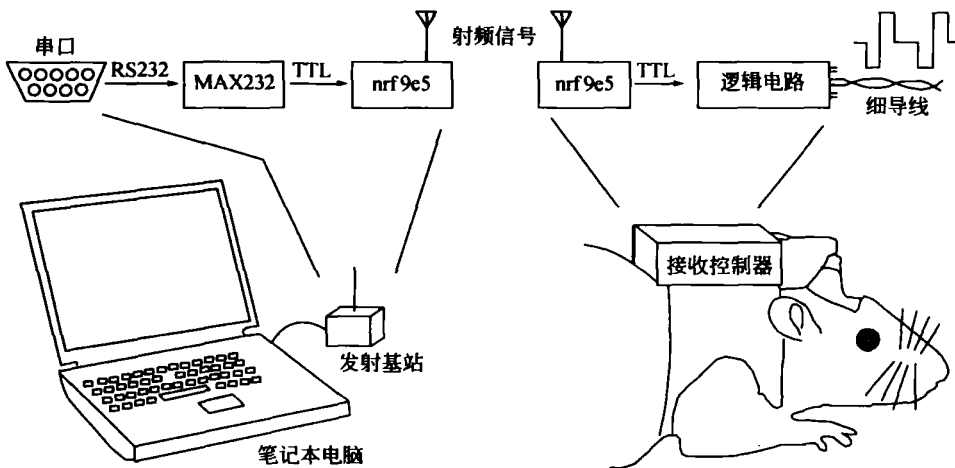 串口
RS232
MAX232
TTL
nrf9e5
射频信号
nrf9e5
TTL
逻辑电路
细导线
接收控制器
发射基站
笔记本电脑